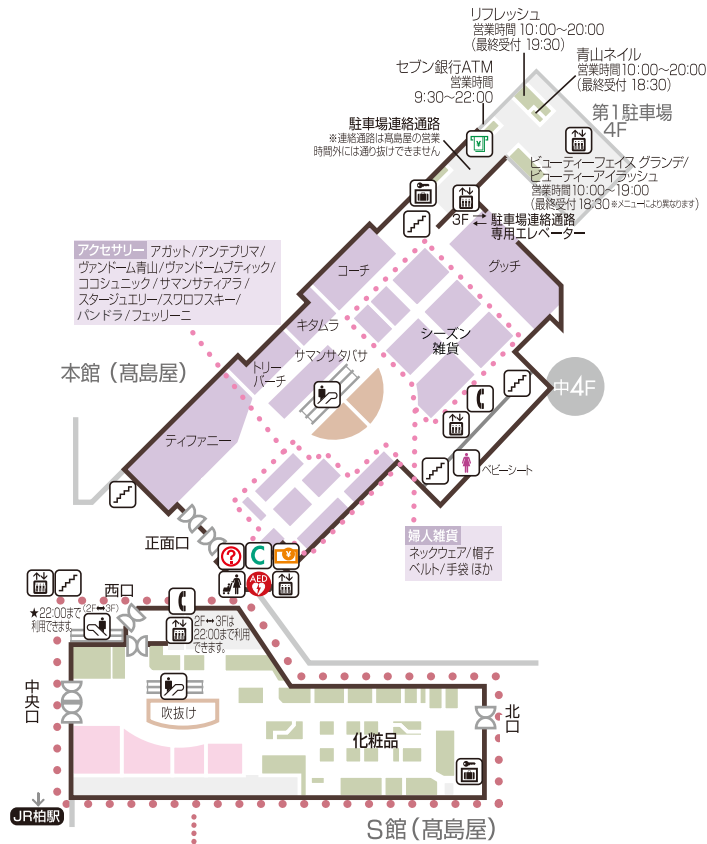 リフレッシュ
営業時間 10:00〜20:00
(最終受付 19:30)
青山ネイル
営業時間10:00〜20:00
(最終受付 18:30)
セブン銀行ATM
営業時間
9:30〜22:00
第1駐車場
4F
駐車場連絡通路
※連絡通路は髙島屋の営業
時間外には通り抜けできません
ビューティーフェイス グランデ/
ビューティーアイラッシュ
営業時間10:00〜19:00
(最終受付18:30※メニューにより異なります)
3F
駐車場連絡通路
専用エレベーター
アクセサリー アガット/アンテプリマ/
ヴァンドーム青山/ヴァンドームブティック/
ココシュニック/サマンサティアラ/
スタージュエリー/スワロフスキー/
パンドラ/フェッリーニ
コーチ
グッチ
キタムラ
シーズン
雑貨
サマンサタバサ
トリー
バーチ
本館(髙島屋)
中4F
ティファニー
ベビーシート
正面口
婦人雑貨
ネックウェア/帽子
ベルト/手袋 ほか
C
AED
西口
(2F↔3F)
★22:00まで
利用できます。
2F↔3Fは
22:00まで利用
できます。
中央口
吹抜け
北口
化粧品
JR柏駅
S館(髙島屋)